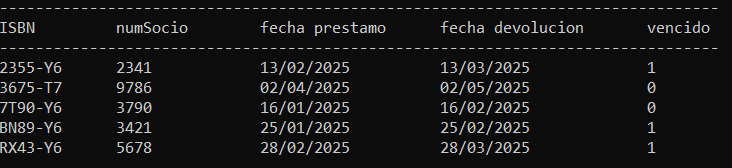 --------------------------------------------------------------------------------
ISBN numSocio fecha prestamo fecha devolucion vencido
--------------------------------------------------------------------------------
2355-Y6 2341 13/02/2025 13/03/2025 1
3675-T7 9786 02/04/2025 02/05/2025 0
7T90-Y6 3790 16/01/2025 16/02/2025 0
BN89-Y6 3421 25/01/2025 25/02/2025 1
RX43-Y6 5678 28/02/2025 28/03/2025 1